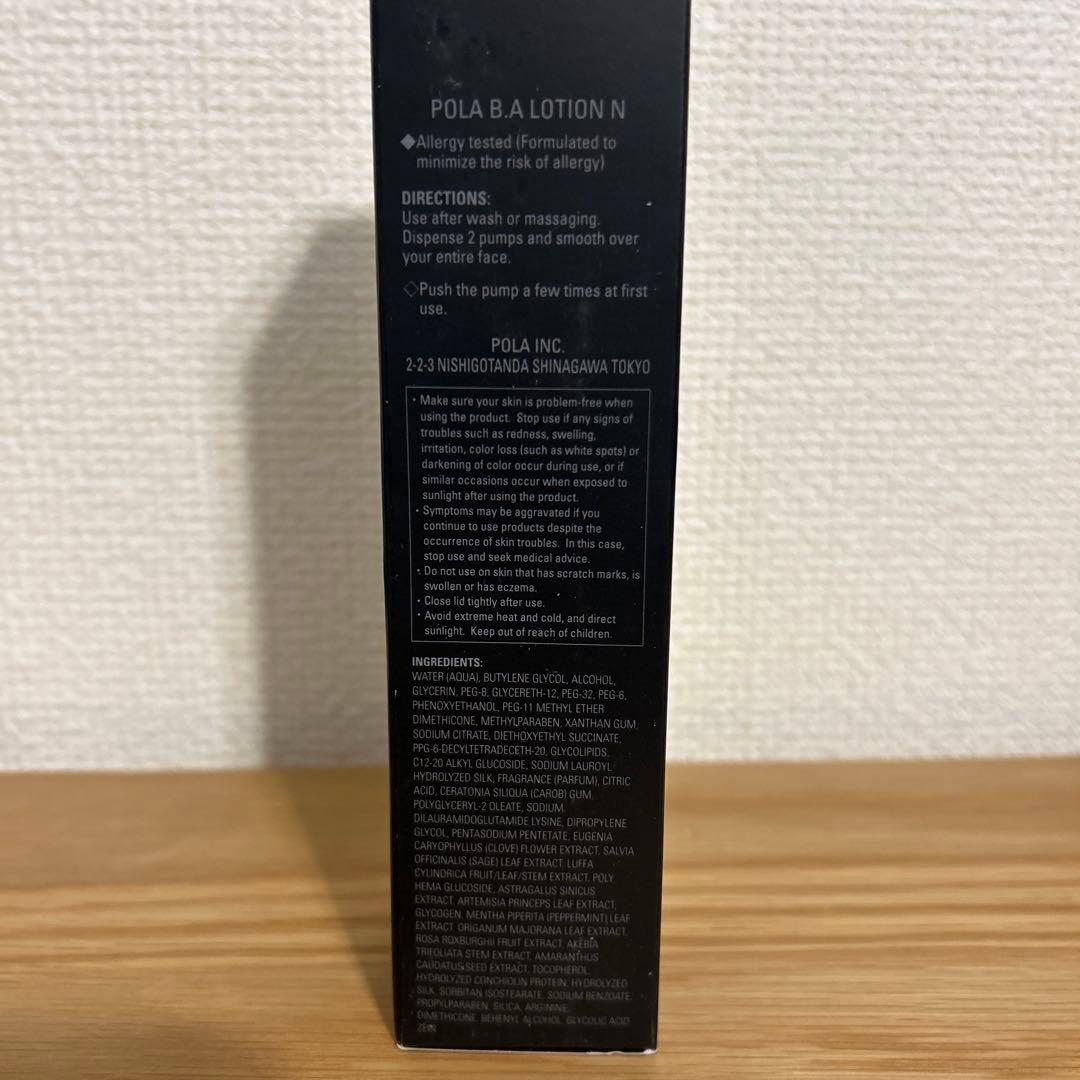 POLA B.A LOTION N
◆Allergy tested (Formulated to
minimize the risk of allergy)
DIRECTIONS:
Use after wash or massaging.
Dispense 2 pumps and smooth over
your entire face.
◇Push the pump a few times at first
use.
POLA INC.
2-2-3 NISHIGOTANDA SHINAGAWA TOKYO
・Make sure your skin is problem-free when
using the product. Stop use if any signs of
troubles such as redness, swelling,
irritation, color loss (such as white spots) or
darkening of color occur during use, or if
similar occasions occur when exposed to
sunlight after using the product.
・Symptoms may be aggravated if you
continue to use products despite the
occurrence of skin troubles. In this case,
stop use and seek medical advice.
・Do not use on skin that has scratch marks, is
swollen or has eczema.
・Close lid tightly after use.
・Avoid extreme heat and cold, and direct
sunlight. Keep out of reach of children.
INGREDIENTS:
WATER (AQUA), BUTYLENE GLYCOL, ALCOHOL,
GLYCERIN, PEG-8, GLYCERETH-12, PEG-32, PEG-6,
PHENOXYETHANOL, PEG-11 METHYL ETHER
DIMETHICONE, METHYLPARABEN, XANTHAN GUM,
SODIUM CITRATE, DIETHOXYETHYL SUCCINATE,
PPG-6-DECYLTETRADECETH-20, GLYCOLIPIDS,
C12-20 ALKYL GLUCOSIDE, SODIUM LAUROYL
HYDROLYZED SILK, FRAGRANCE (PARFUM), CITRIC
ACID, CERATONIA SILIQUA (CAROB) GUM,
POLYGLYCERYL-2 OLEATE, SODIUM
DILAURAMIDOGLUTAMIDE LYSINE, DIPROPYLENE
GLYCOL, PENTASODIUM PENTETATE, EUGENIA
CARYOPHYLLUS (CLOVE) FLOWER EXTRACT, SALVIA
OFFICINALIS (SAGE) LEAF EXTRACT, LUFFA
CYLINDRICA FRUIT/LEAF/STEM EXTRACT, POLY
HEMA GLUCOSIDE, ASTRAGALUS SINICUS
EXTRACT, ARTEMISIA PRINCEPS LEAF EXTRACT,
GLYCOGEN, MENTHA PIPERITA (PEPPERMINT) LEAF
EXTRACT, ORIGANUM MAJORANA LEAF EXTRACT,
ROSA ROXBURGHII FRUIT EXTRACT, AKEBIA
TRIFOLIATA STEM EXTRACT, AMARANTHUS
CAUDATUS SEED EXTRACT, TOCOPHEROL,
HYDROLYZED CONCHIOLIN PROTEIN, HYDROLYZED
SILK, SORBITAN ISOSTEARATE, SODIUM BENZOATE,
PROPYLPARABEN, SILICA, ARGININE,
DIMETHICONE, BEHENYL ALCOHOL, GLYCOLIC ACID,
ZEIN